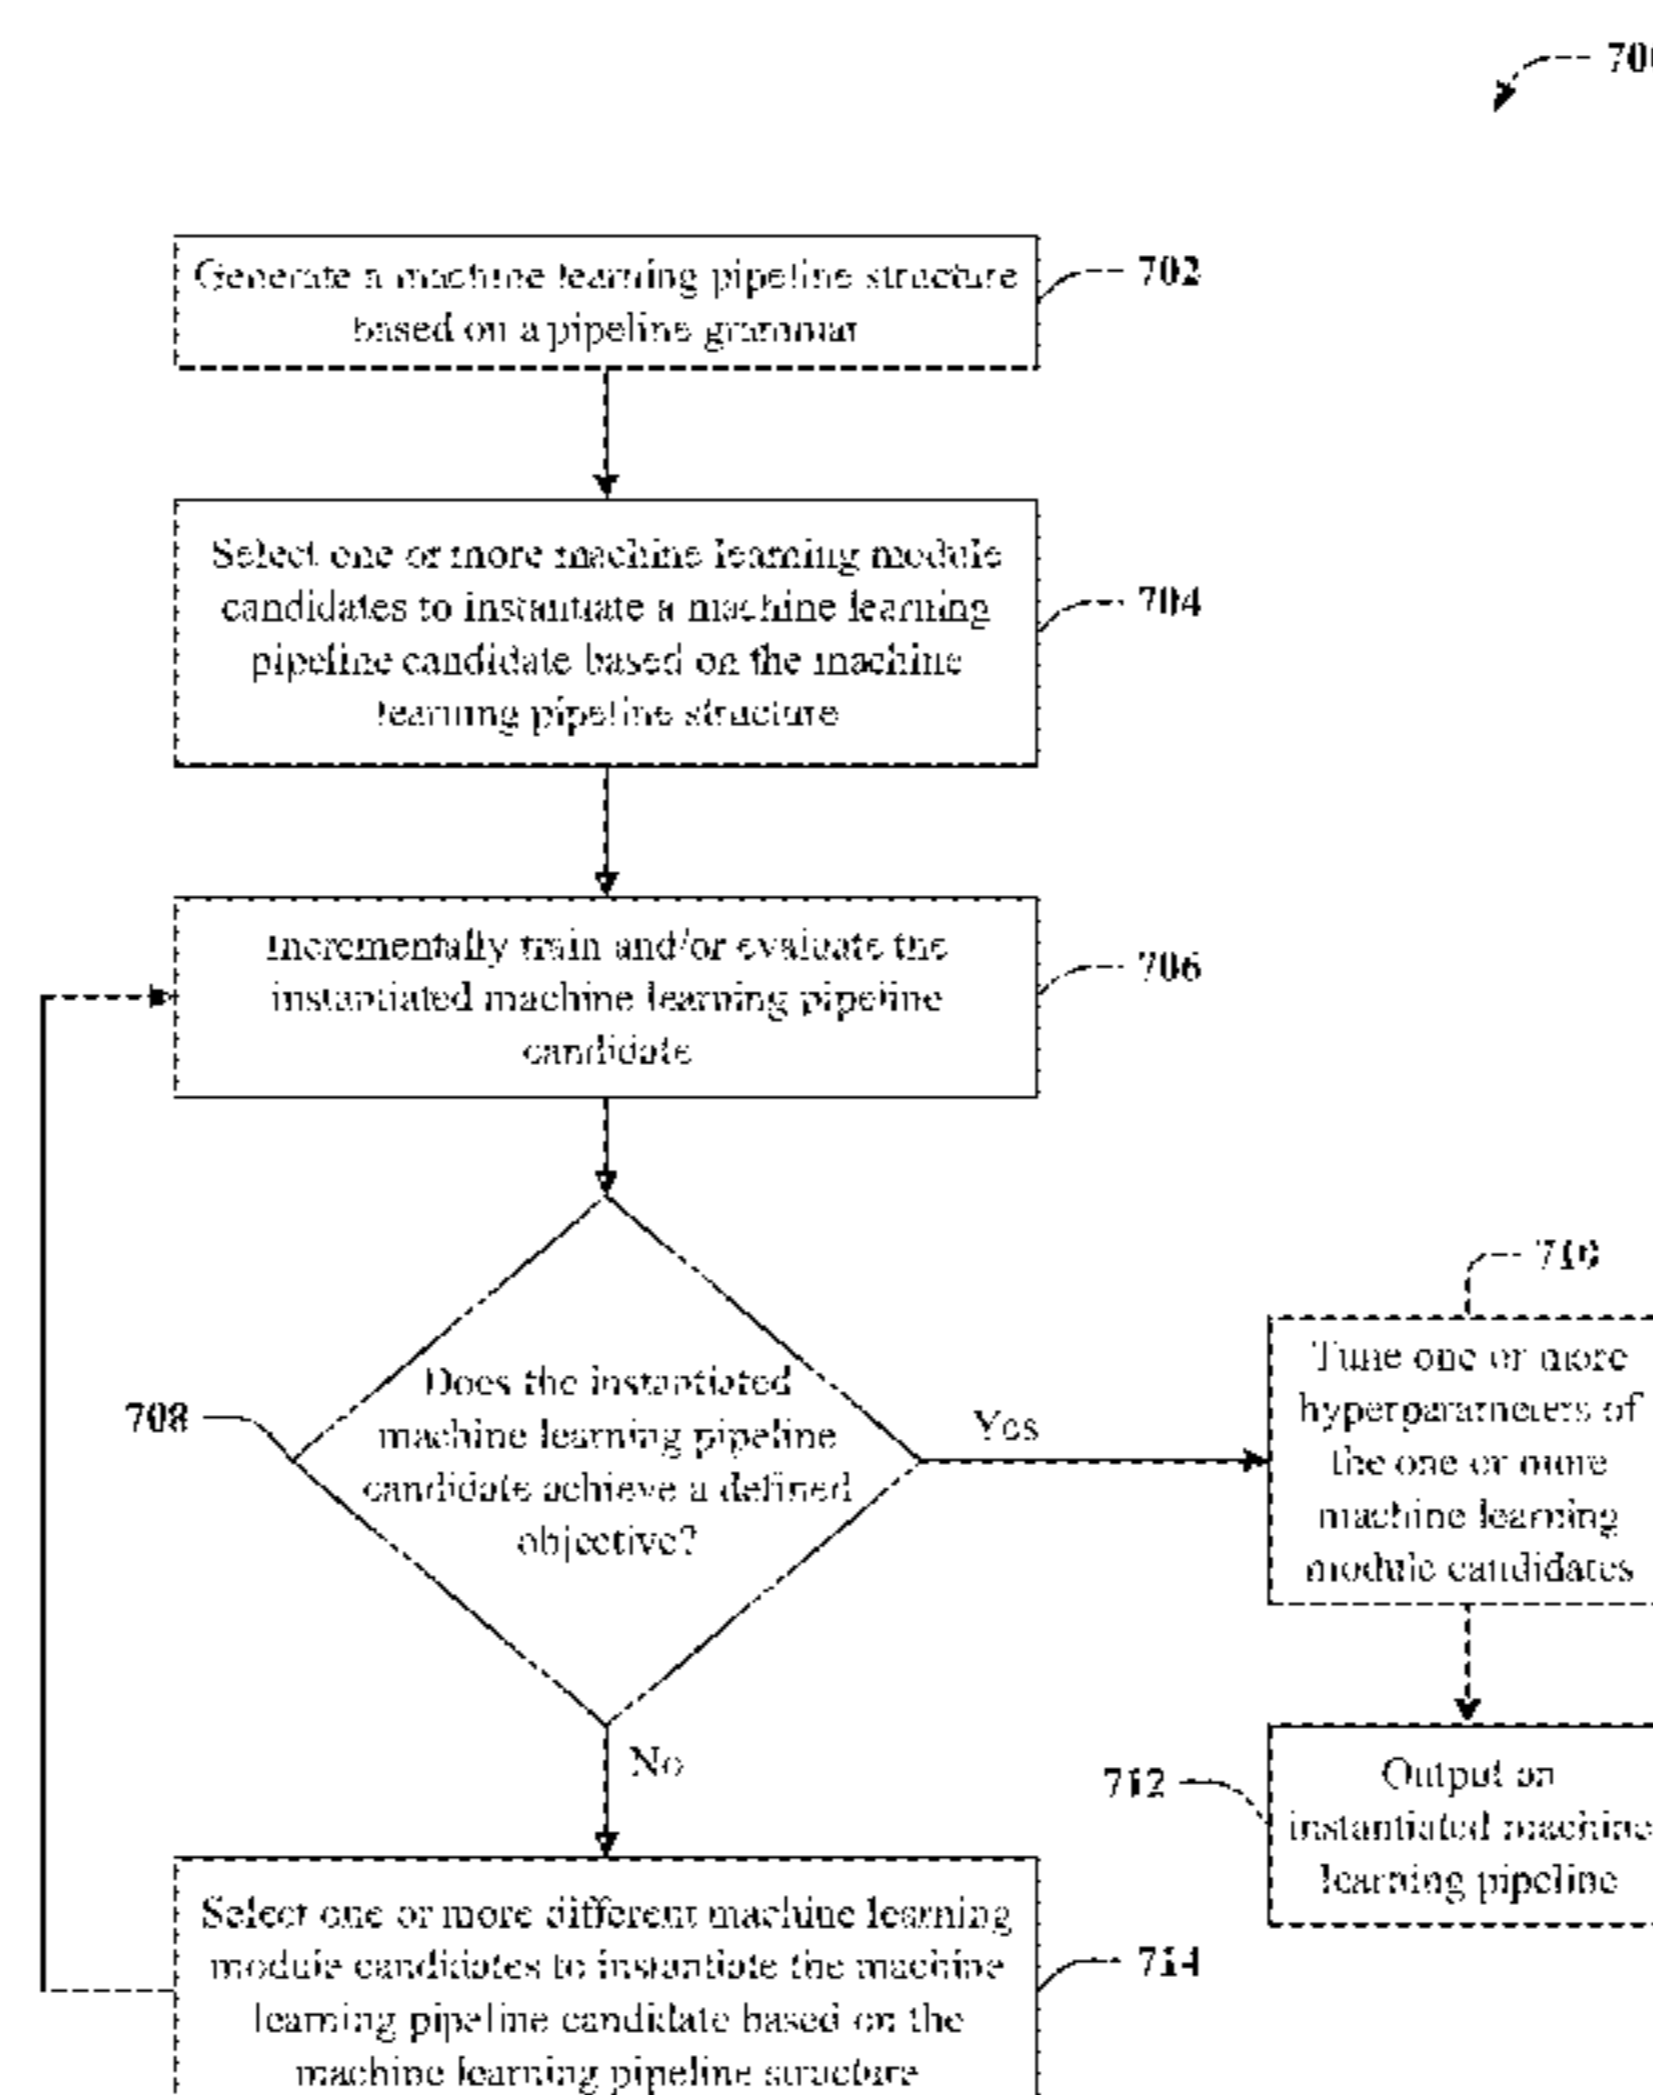 700
Generate a machine learning pipeline structure
based on a pipeline grammar
702
Select one or more machine learning module
candidates to instantiate a machine learning
pipeline candidate based on the machine
learning pipeline structure
704
Incrementally train and/or evaluate the
instantiated machine learning pipeline
candidate
706
708
Does the instantiated
machine learning pipeline
candidate achieve a defined
objective?
Yes
710
Tune one or more
hyperparameters of
the one or more
machine learning
module candidates
No
712
Output an
instantiated machine
learning pipeline
Select one or more different machine learning
module candidates to instantiate the machine
learning pipeline candidate based on the
machine learning pipeline structure
714